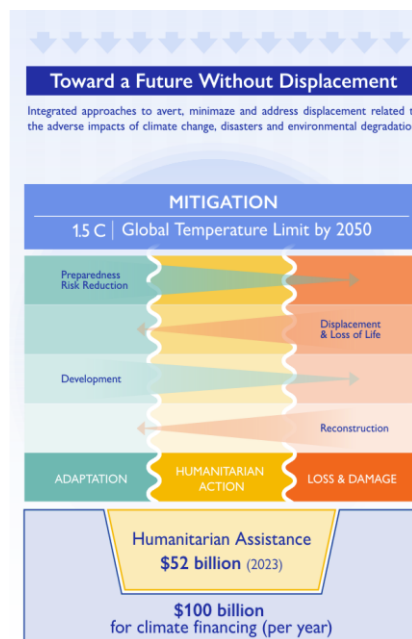 Toward a Future Without Displacement
Integrated approaches to avert, minimaze and address displacement related t
the adverse impacts of climate change, disasters and environmental degradatio
MITIGATION
1.5 C | Global Temperature Limit by 2050
Preparedness
Risk Reduction
Displacement
& Loss of Life
Development
Reconstruction
ADAPTATION
HUMANITARIAN
ACTION
LOSS & DAMAGE
Humanitarian Assistance
$52 billion (2023)
$100 billion
for climate financing (per year)